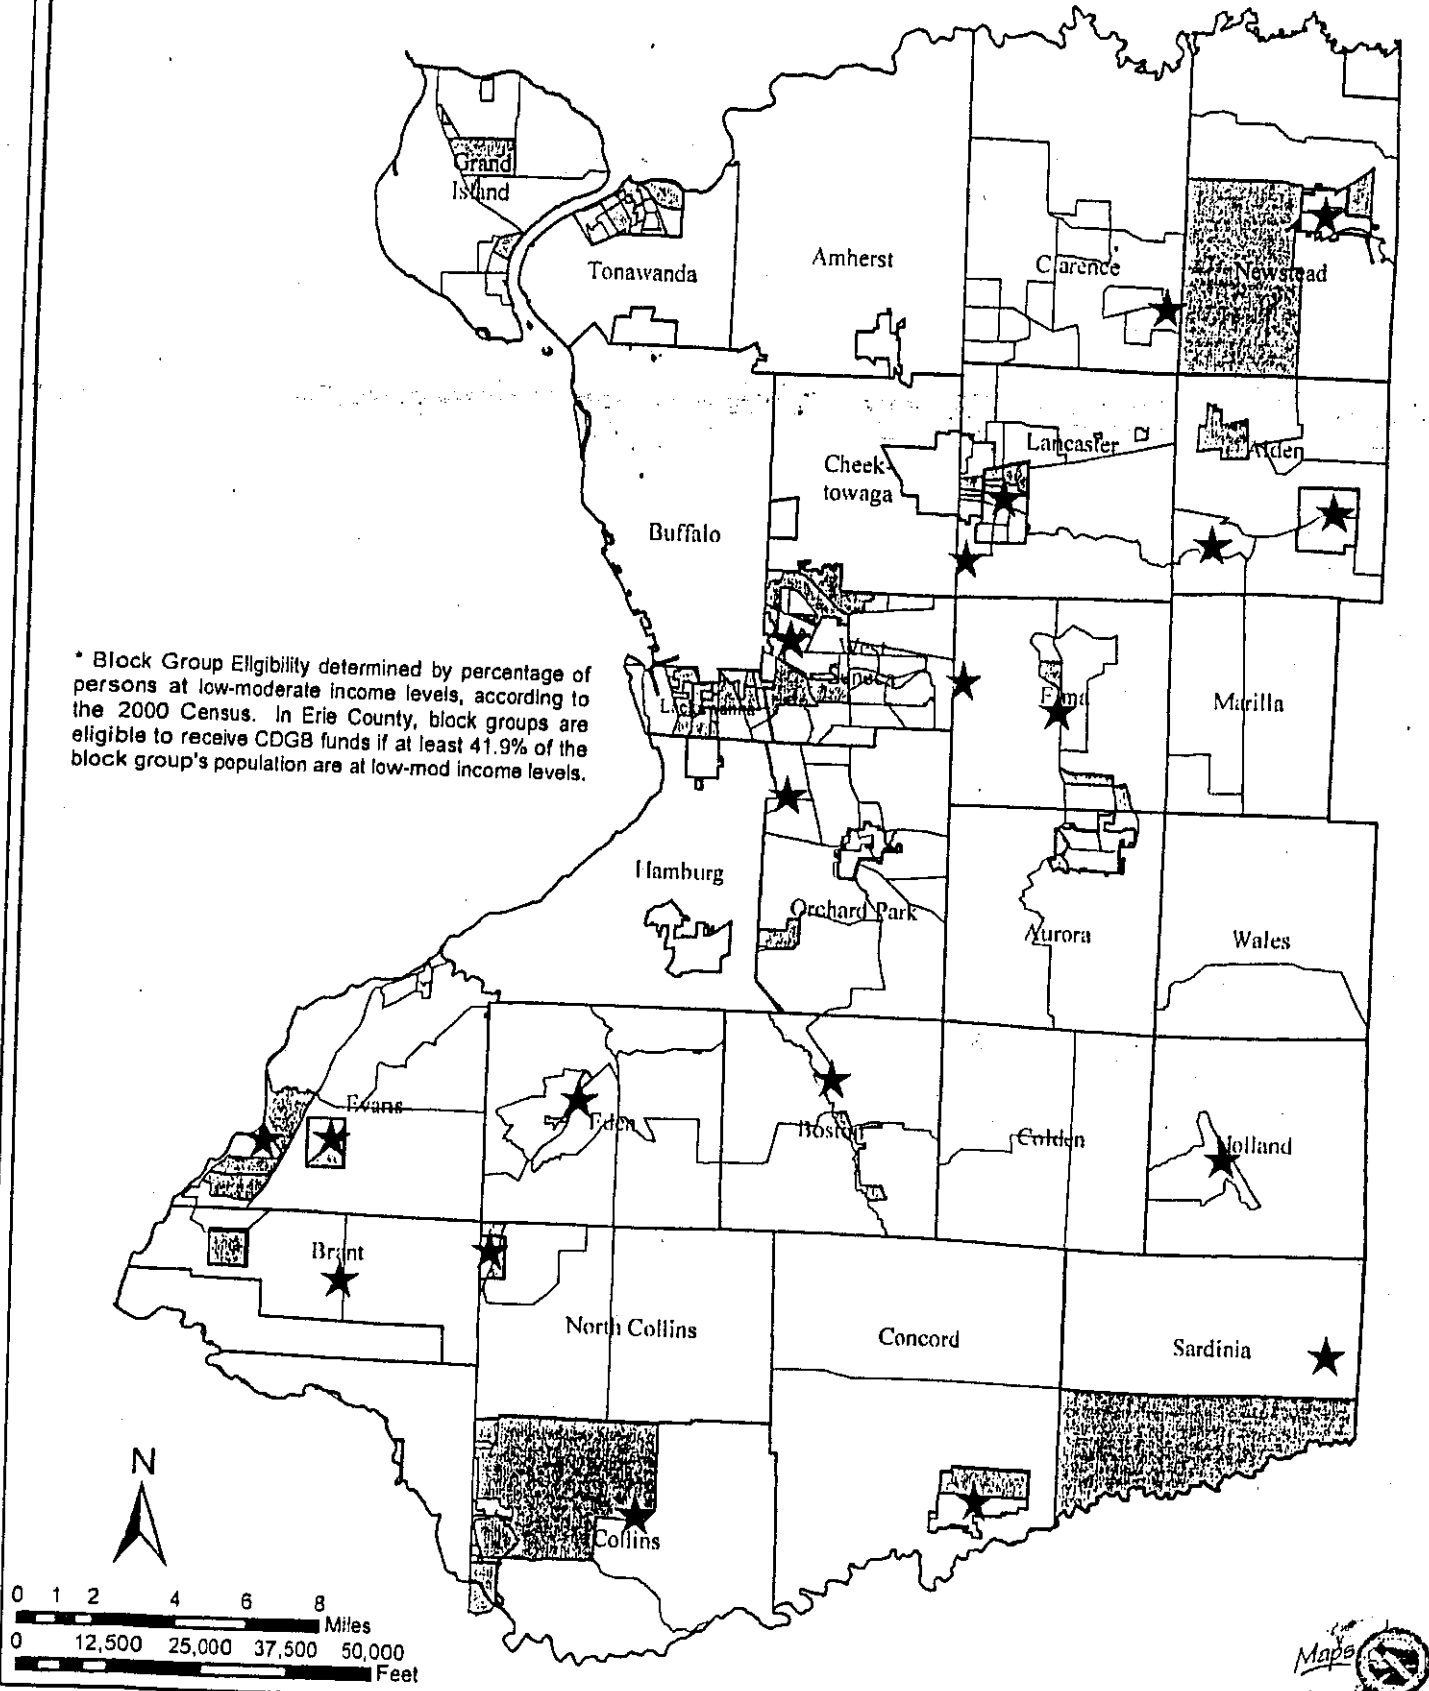 Grand
Island
Tonawanda
Amherst
Clarence
Newstead
Lancaster
Alden
Cheek-
towaga
Buffalo
West
Seneca
Lackawanna
Elma
Marilla
* Block Group Eligibility determined by percentage of
persons at low-moderate income levels, according to
the 2000 Census. In Erie County, block groups are
eligible to receive CDGB funds if at least 41.9% of the
block group's population are at low-mod income levels.
Hamburg
Orchard Park
Aurora
Wales
Evans
Eden
Boston
Colden
Holland
Brant
North Collins
Concord
Sardinia
Collins
N
0 1 2 4 6 8
Miles
0 12,500 25,000 37,500 50,000
Feet
Maps